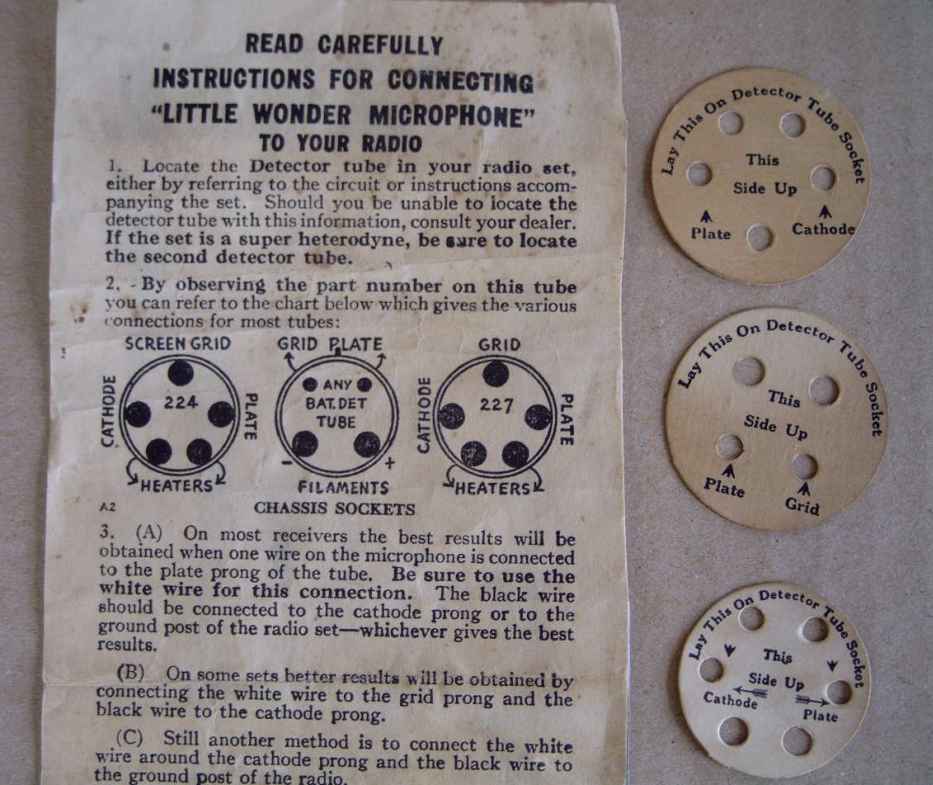 READ CAREFULLY
INSTRUCTIONS FOR CONNECTING
“LITTLE WONDER MICROPHONE”
TO YOUR RADIO
1. Locate the Detector tube in your radio set,
either by referring to the circuit or instructions accom-
panying the set. Should you be unable to locate the
detector tube with this information, consult your dealer.
If the set is a super heterodyne, be sure to locate
the second detector tube.
2. - By observing the part number on this tube
you can refer to the chart below which gives the various
connections for most tubes:
SCREEN GRID
CATHODE
224
PLATE
HEATERS
GRID PLATE
ANY
BAT. DET
TUBE
- +
FILAMENTS
GRID
CATHODE
227
PLATE
HEATERS
A2
CHASSIS SOCKETS
3. (A) On most receivers the best results will be
obtained when one wire on the microphone is connected
to the plate prong of the tube. Be sure to use the
white wire for this connection. The black wire
should be connected to the cathode prong or to the
ground post of the radio set—whichever gives the best
results.
(B) On some sets better results will be obtained by
connecting the white wire to the grid prong and the
black wire to the cathode prong.
(C) Still another method is to connect the white
wire around the cathode prong and the black wire to
the ground post of the radio.
Lay This On Detector Tube Socket
This
Side Up
Plate
Cathode
Lay This On Detector Tube Socket
This
Side Up
Plate
Grid
Lay This On Detector Tube Socket
This
Side Up
Cathode
Plate